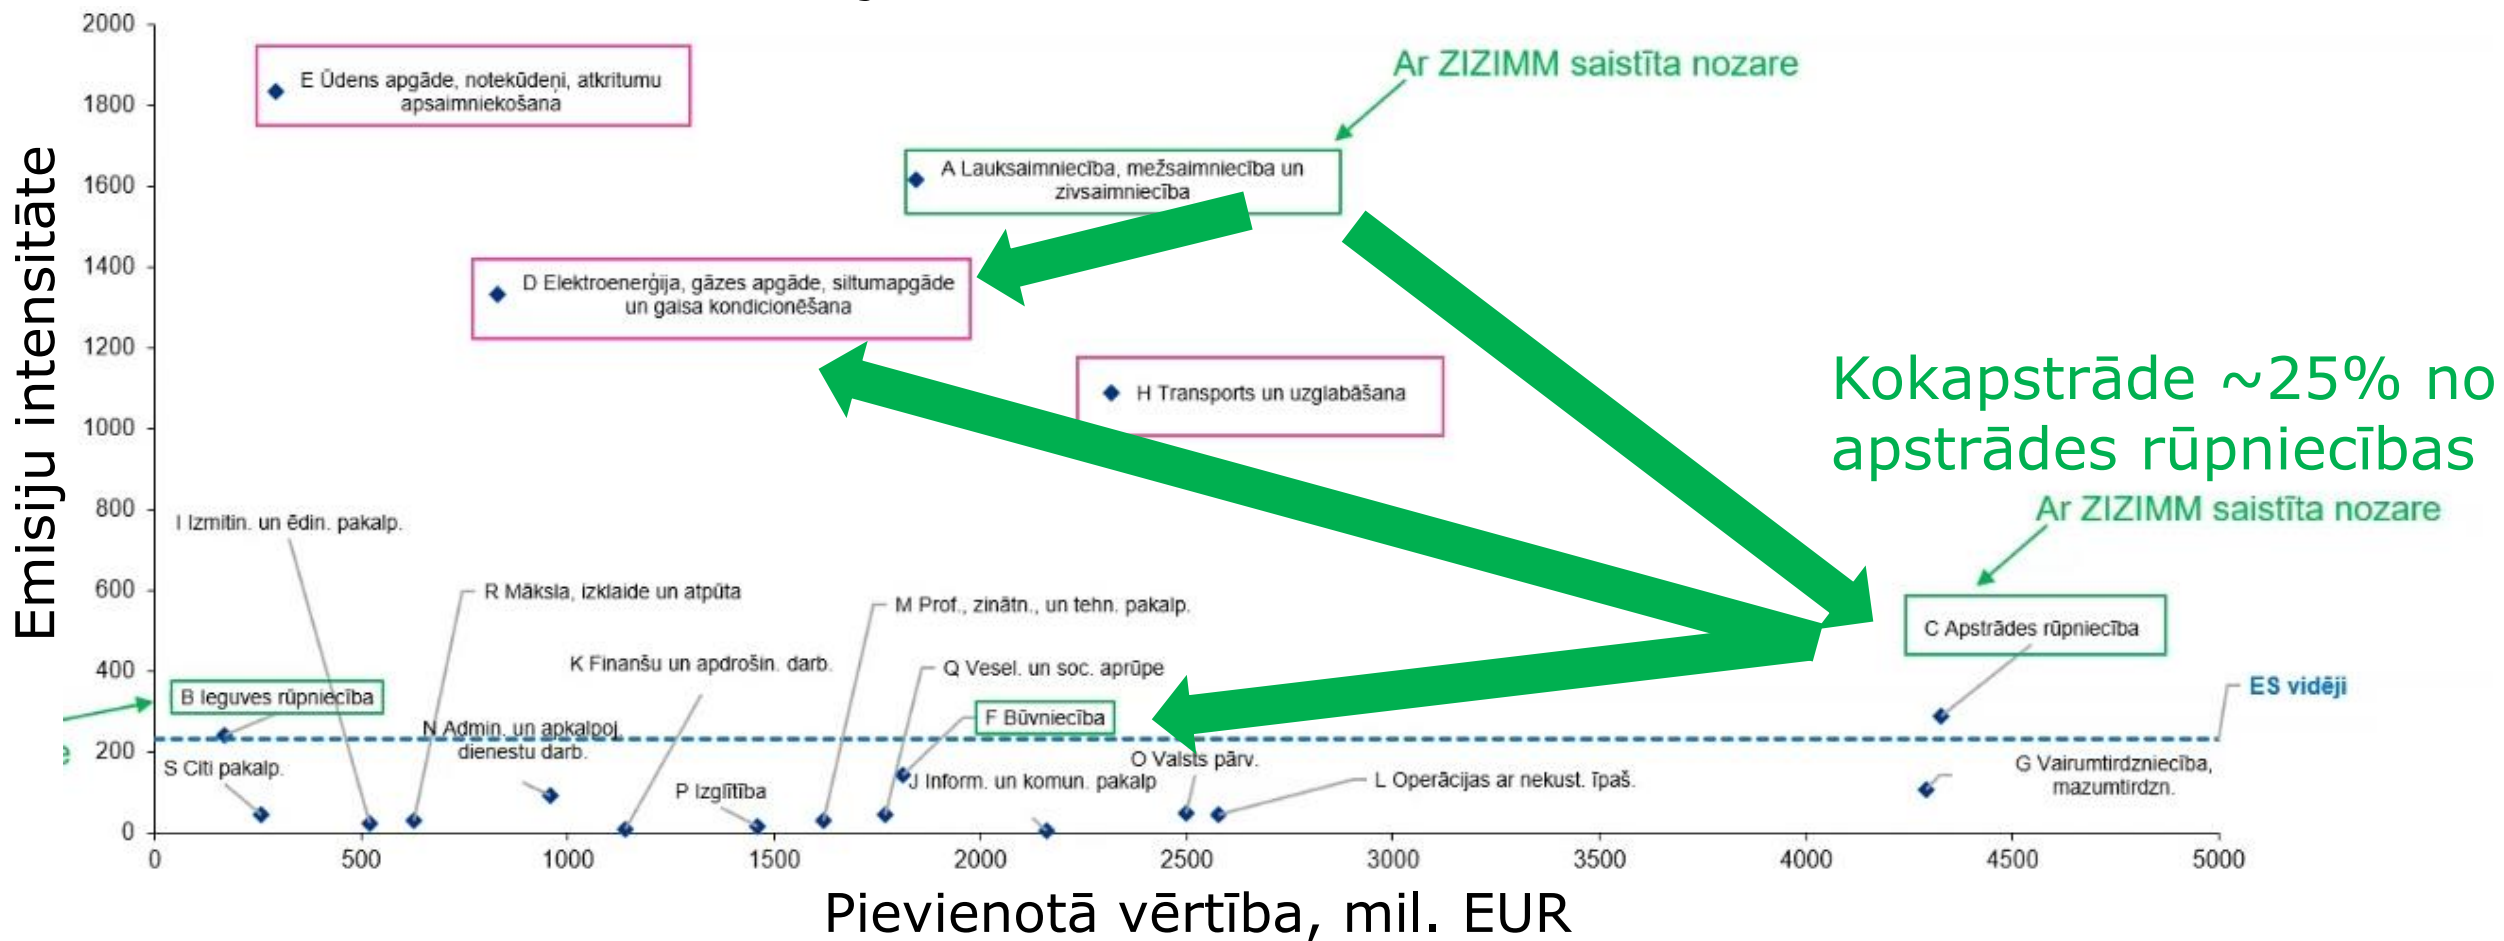 2000
1800
1600
1400
1200
1000
800
600
400
200
0
Emisiju intensitāte
E Ūdens apgāde, notekūdeņi, atkritumu
apsaimniekošana
Ar ZIZIMM saistīta nozare
A Lauksaimniecība, mežsaimniecība un
zivsaimniecība
D Elektroenerģija, gāzes apgāde, siltumapgāde
un gaisa kondicionēšana
H Transports un uzglabāšana
Kokapstrāde ~25% no
apstrādes rūpniecības
Ar ZIZIMM saistīta nozare
I Izmitin. un ēdin. pakalp.
R Māksla, izklaide un atpūta
M Prof., zinātn., un tehn. pakalp.
C Apstrādes rūpniecība
K Finanšu un apdrošin. darb.
Q Vesel. un soc. aprūpe
ES vidēji
B Ieguves rūpniecība
F Būvniecība
N Admin. un apkalpoj.
dienestu darb.
O Valsts pārv.
S Citi pakalp.
J Inform. un komun. pakalp
L Operācijas ar nekust. īpaš.
G Vairumtirdzniecība,
mazumtirdzn.
P Izglītība
0 500 1000 1500 2000 2500 3000 3500 4000 4500 5000
Pievienotā vērtība, mil. EUR